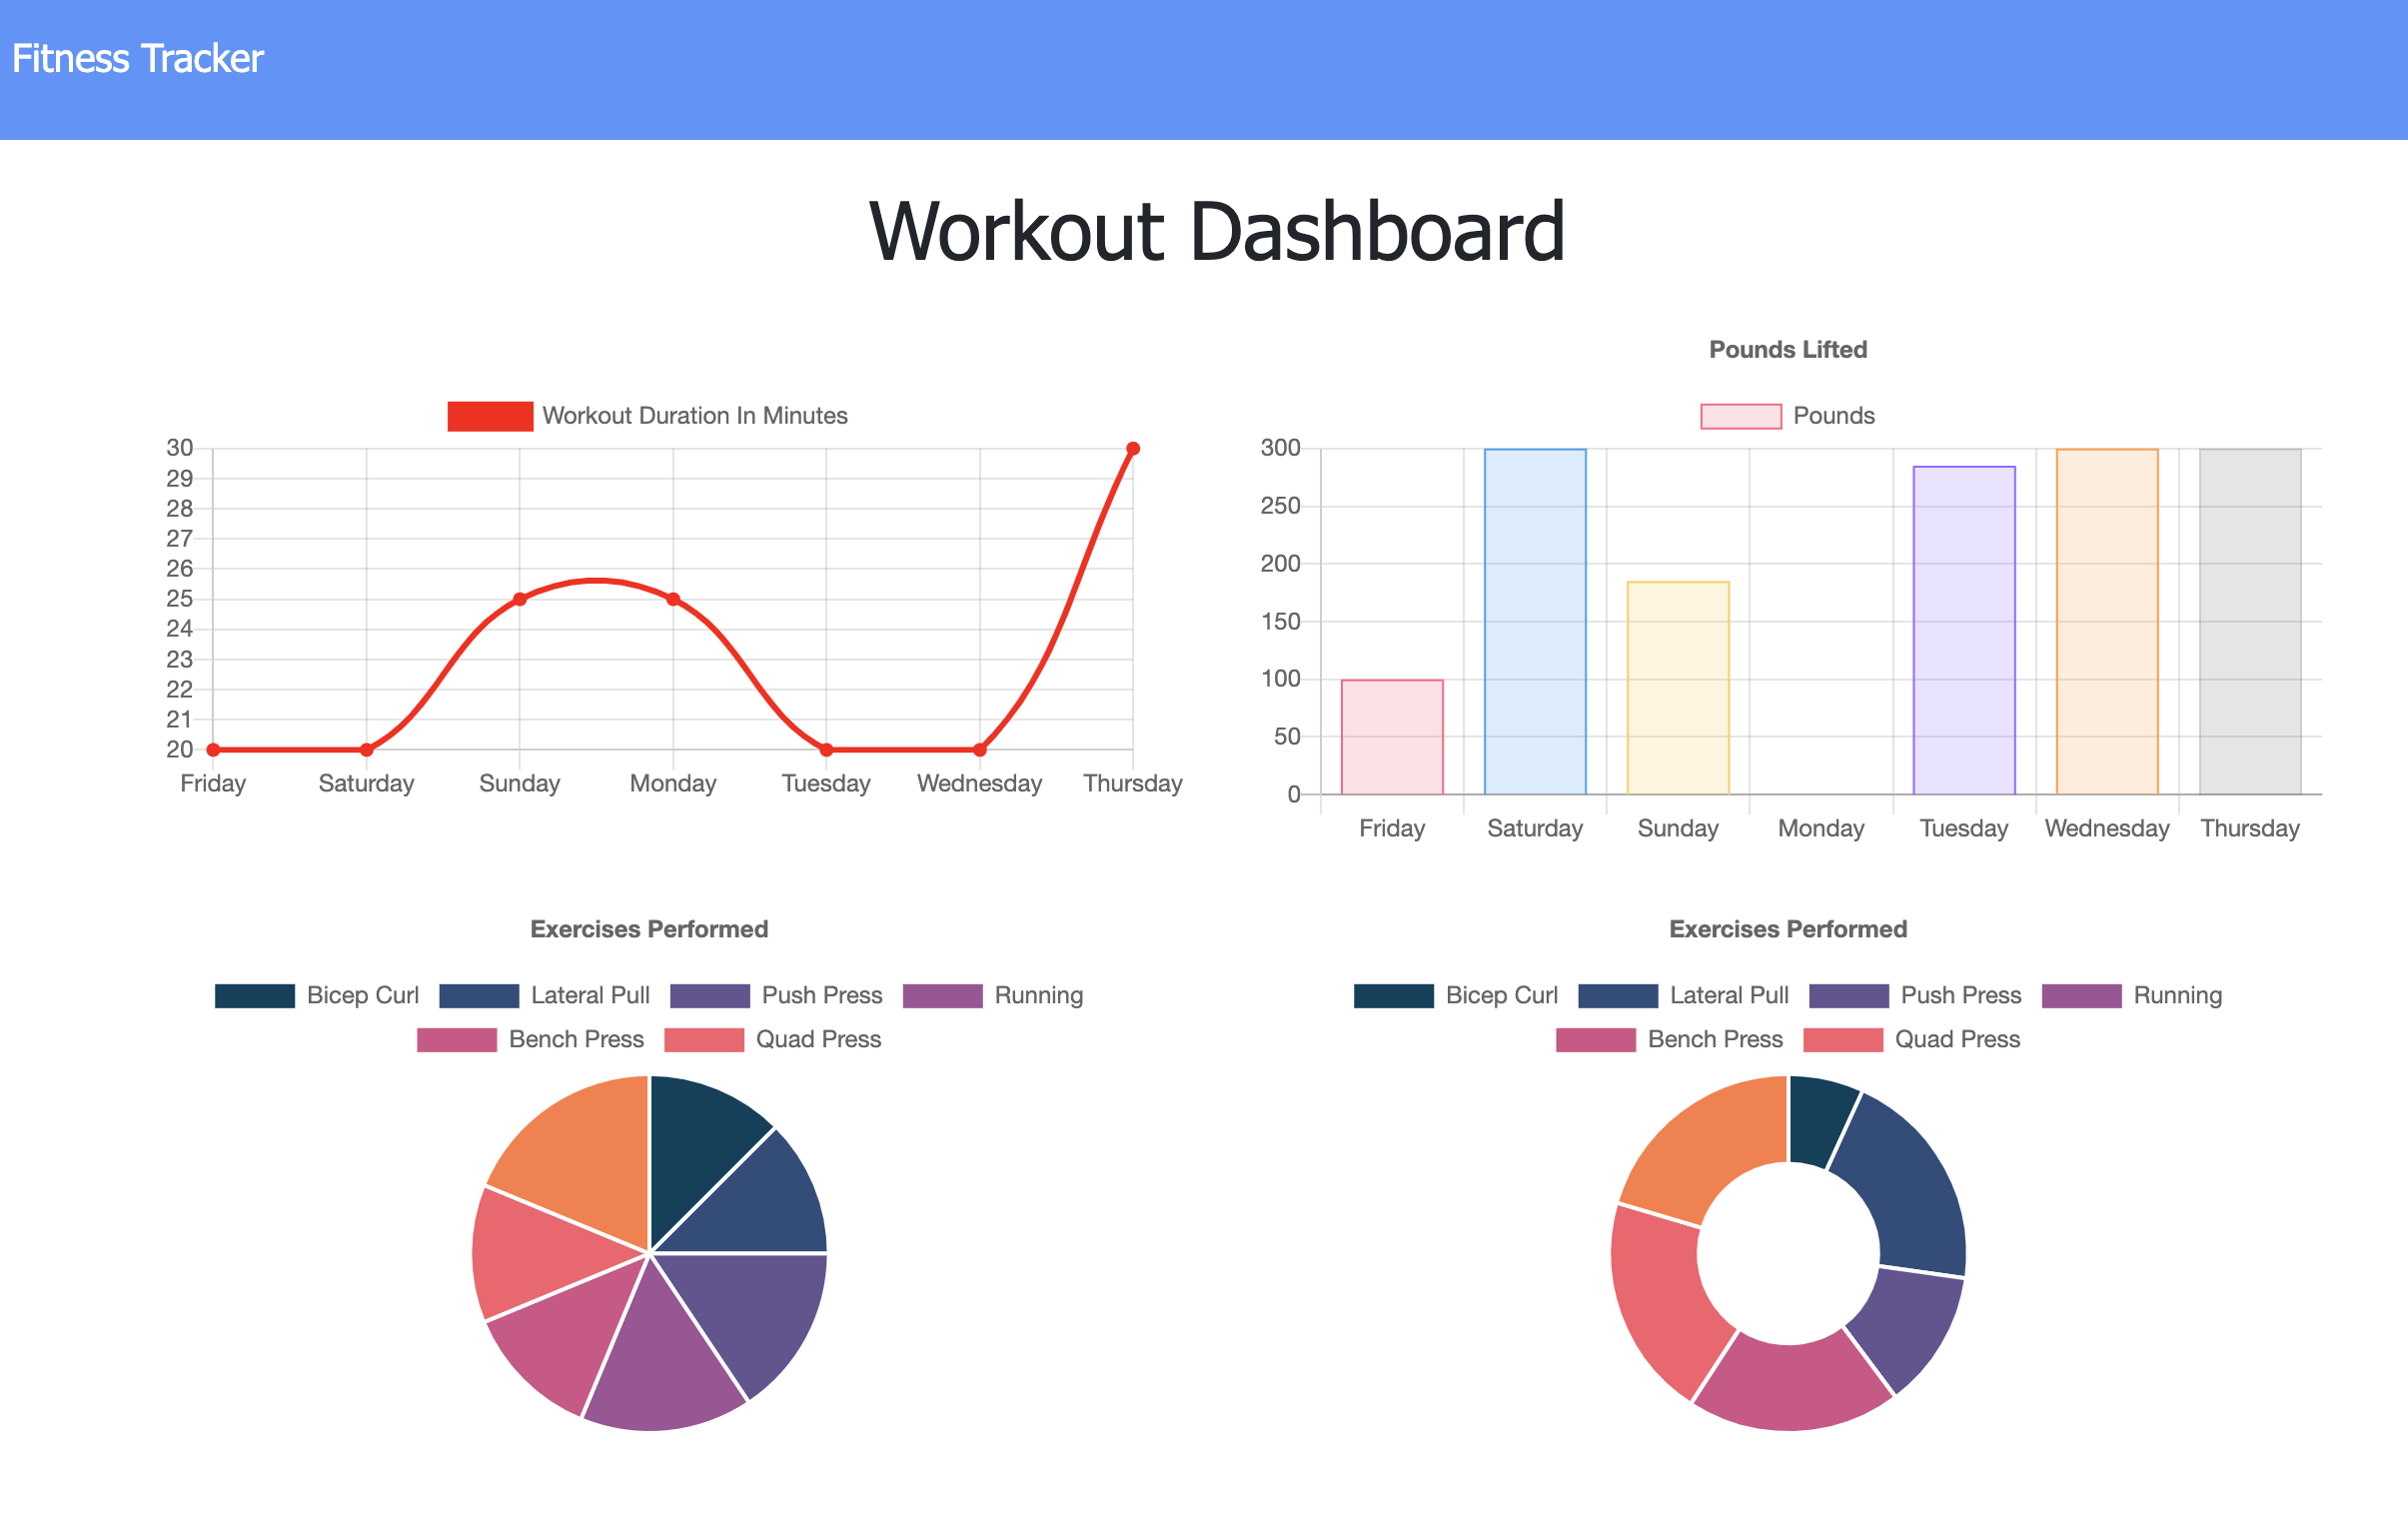 Fitness Tracker
Workout Dashboard
Workout Duration In Minutes
30
29
28
27
26
25
24
23
22
21
20
Friday Saturday Sunday Monday Tuesday Wednesday Thursday
Pounds Lifted
Pounds
300
250
200
150
100
50
0
Friday Saturday Sunday Monday Tuesday Wednesday Thursday
Exercises Performed
Bicep Curl Lateral Pull Push Press Running
Bench Press Quad Press
Exercises Performed
Bicep Curl Lateral Pull Push Press Running
Bench Press Quad Press